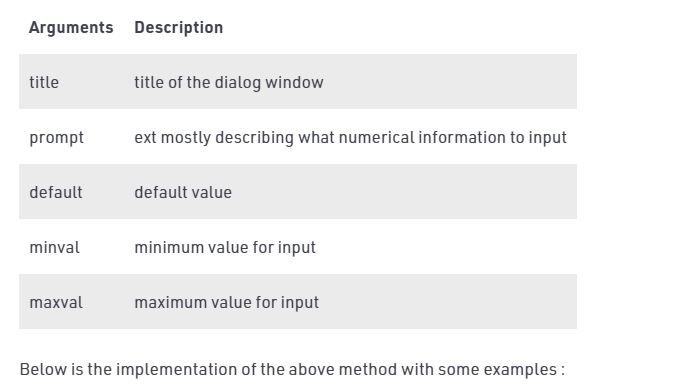 Arguments Description
title title of the dialog window
prompt ext mostly describing what numerical information to input
default default value
minval minimum value for input
maxval maximum value for input
Below is the implementation of the above method with some examples :